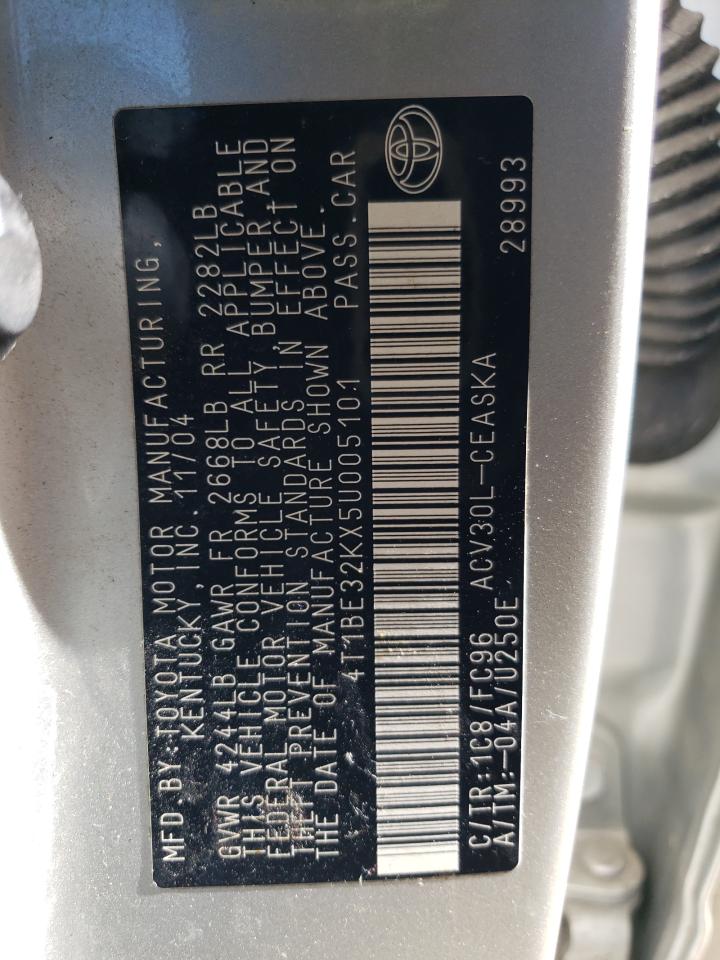 MFD.BY:TOYOTA MOTOR MANUFACTURING,
KENTUCKY,INC.11/04
GVWR 4244LB GAWR FR 2668LB RR 2282LB
THIS VEHICLE CONFORMS TO ALL APPLICABLE
FEDERAL MOTOR VEHICLE SAFETY,BUMPER AND
THEFT PREVENTION STANDARDS IN EFFECT ON
THE DATE OF MANUFACTURE SHOWN ABOVE.
4T1BE32KX5U005101 PASS.CAR
C/TR:1C8/FC96 ACV30L-CEASKA 28993
A/TM:-04A/U250E